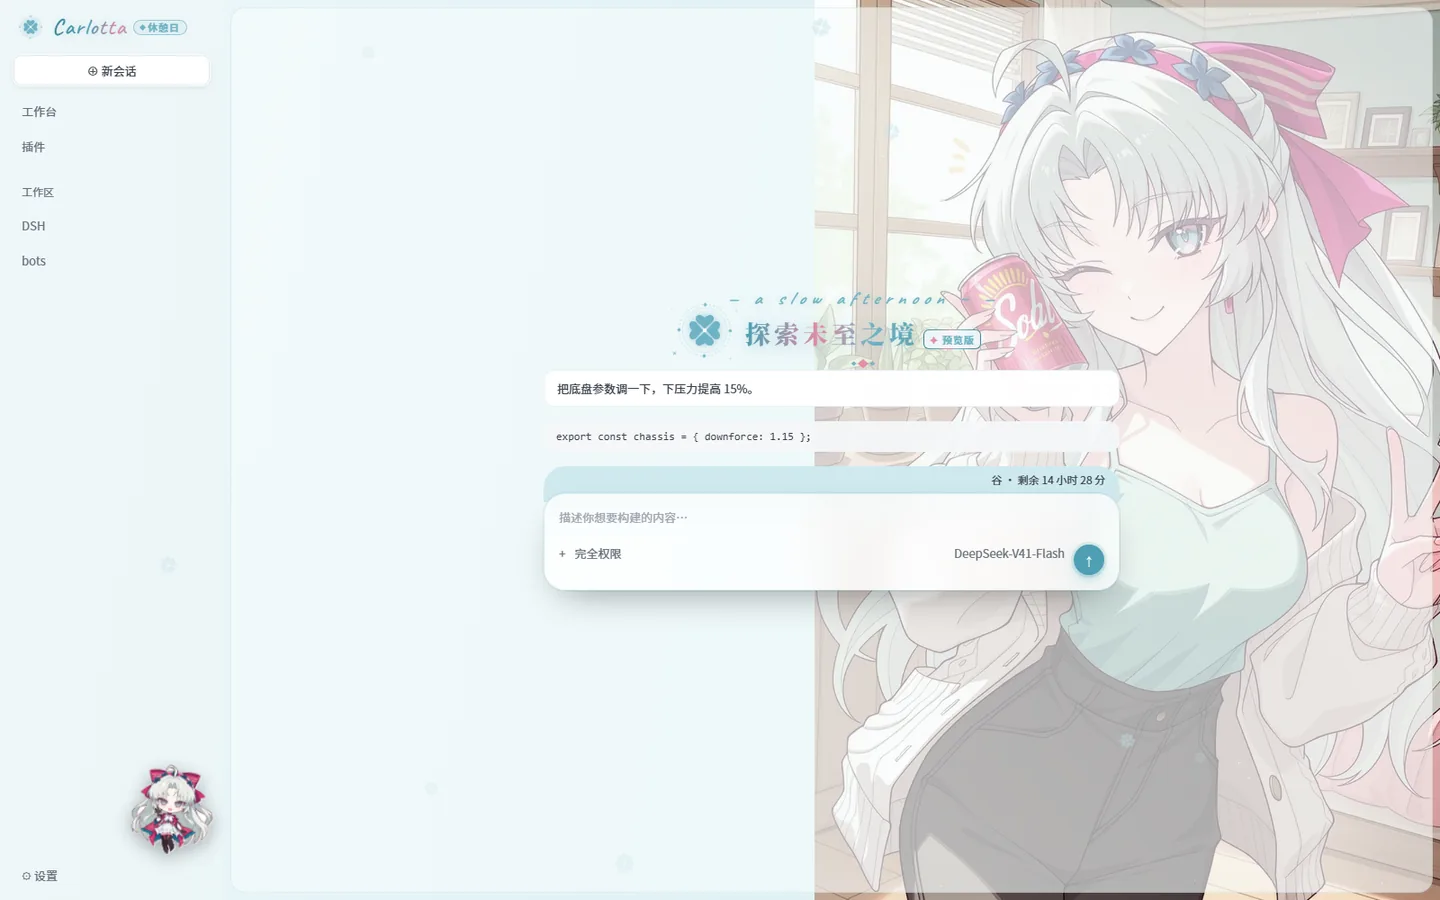 Carlotta
✦休憩日
⊕ 新会话
工作台
插件
工作区
DSH
bots
⊙ 设置
— a slow afternoon — —
探索未至之境
✦ 预览版
Soda
把底盘参数调一下，下压力提高 15%。
export const chassis = { downforce: 1.15 };
谷 · 剩余 14 小时 28 分
描述你想要构建的内容…
+ 完全权限
DeepSeek-V41-Flash
↑